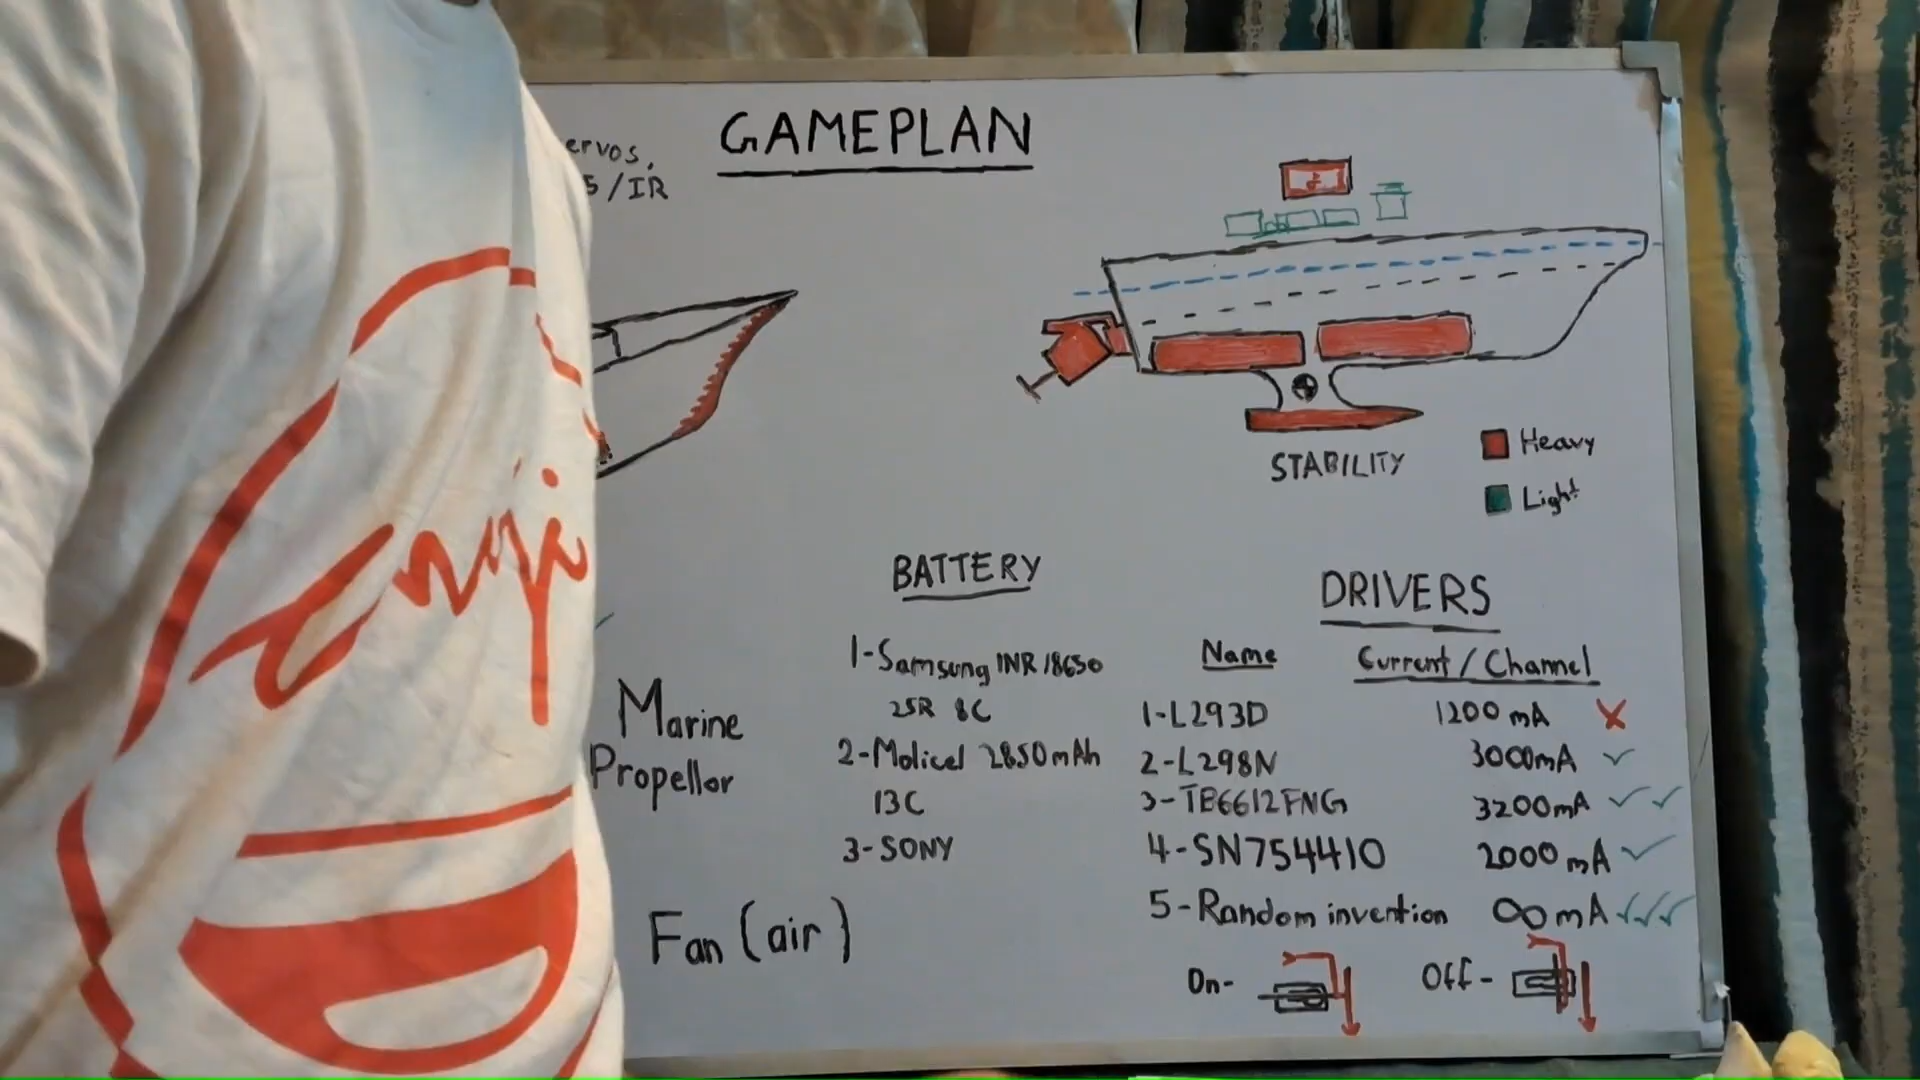 GAMEPLAN
ervos,
5/IR
STABILITY
Heavy
Light
Marine
Propellor
Fan (air)
BATTERY
1-Samsung INR 18650
25R 8C
2-Molicel 2850mAh
13C
3-SONY
DRIVERS
Name Current / Channel
1-L293D 1200 mA
2-L298N 3000mA
3-TB6612FNG 3200mA
4-SN754410 2000 mA
5-Random invention ∞ mA
On- Off-